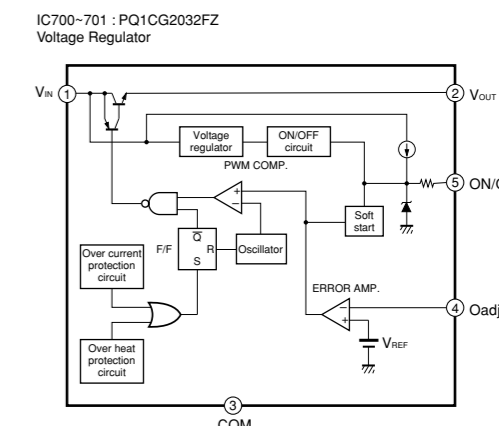 IC700~701 : PQ1CG2032FZ
Voltage Regulator
VIN
1
2
VOUT
Voltage
regulator
ON/OFF
circuit
PWM COMP.
5
Soft
start
Over current
protection
circuit
F/F
Q
R
S
Oscillator
ERROR AMP.
4
Oadj
VREF
Over heat
protection
circuit
3
COM
+
−
−
+